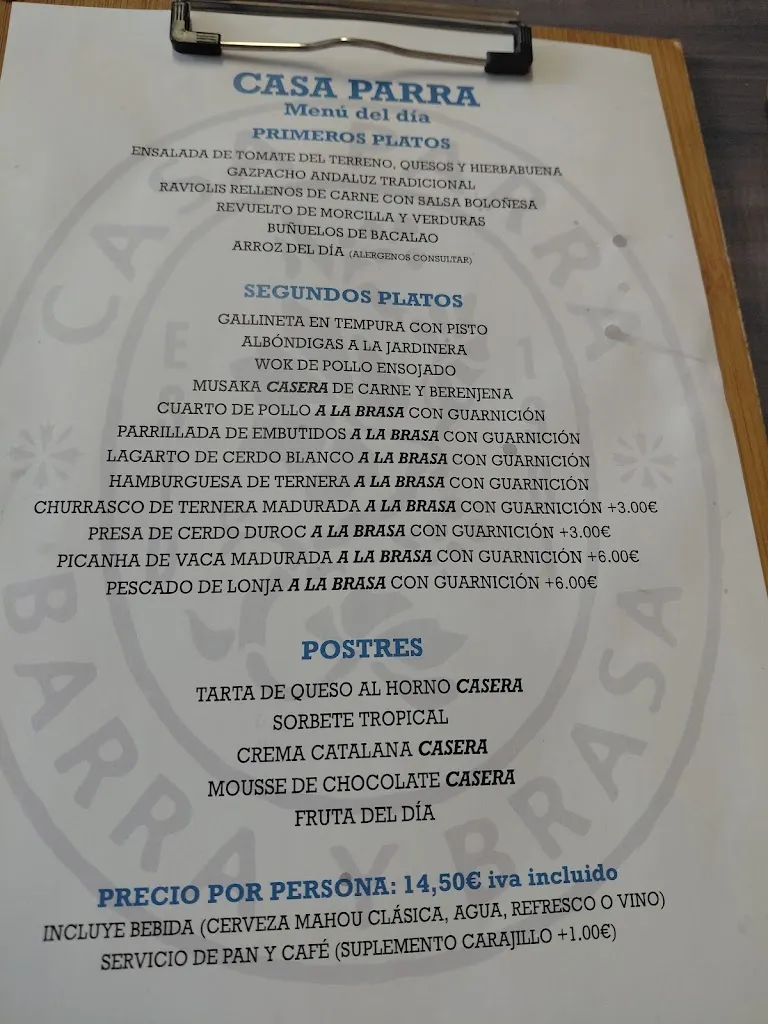 CASA PARRA
Menú del día
PRIMEROS PLATOS
ENSALADA DE TOMATE DEL TERRENO, QUESOS Y HIERBABUENA
GAZPACHO ANDALUZ TRADICIONAL
RAVIOLIS RELLENOS DE CARNE CON SALSA BOLOÑESA
REVUELTO DE MORCILLA Y VERDURAS
BUÑUELOS DE BACALAO
ARROZ DEL DÍA (ALERGENOS CONSULTAR)
SEGUNDOS PLATOS
GALLINETA EN TEMPURA CON PISTO
ALBÓNDIGAS A LA JARDINERA
WOK DE POLLO ENSOJADO
MUSAKA CASERA DE CARNE Y BERENJENA
CUARTO DE POLLO A LA BRASA CON GUARNICIÓN
PARRILLADA DE EMBUTIDOS A LA BRASA CON GUARNICIÓN
LAGARTO DE CERDO BLANCO A LA BRASA CON GUARNICIÓN
HAMBURGUESA DE TERNERA A LA BRASA CON GUARNICIÓN
CHURRASCO DE TERNERA MADURADA A LA BRASA CON GUARNICIÓN +3.00€
PRESA DE CERDO DUROC A LA BRASA CON GUARNICIÓN +3.00€
PICANHA DE VACA MADURADA A LA BRASA CON GUARNICIÓN +6.00€
PESCADO DE LONJA A LA BRASA CON GUARNICIÓN +6.00€
POSTRES
TARTA DE QUESO AL HORNO CASERA
SORBETE TROPICAL
CREMA CATALANA CASERA
MOUSSE DE CHOCOLATE CASERA
FRUTA DEL DÍA
PRECIO POR PERSONA: 14,50€ iva incluido
INCLUYE BEBIDA (CERVEZA MAHOU CLÁSICA, AGUA, REFRESCO O VINO)
SERVICIO DE PAN Y CAFÉ (SUPLEMENTO CARAJILLO +1.00€)
BARRA Y BRASA